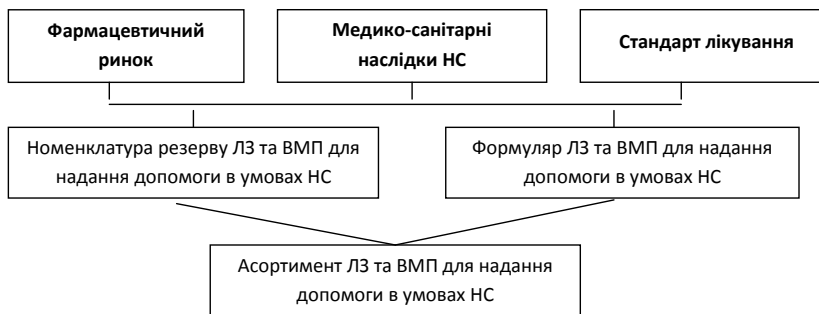 Фармацевтичний
ринок
Медико-санітарні
наслідки НС
Стандарт лікування
Номенклатура резерву ЛЗ та ВМП для
надання допомоги в умовах НС
Формуляр ЛЗ та ВМП для надання
допомоги в умовах НС
Асортимент ЛЗ та ВМП для надання
допомоги в умовах НС